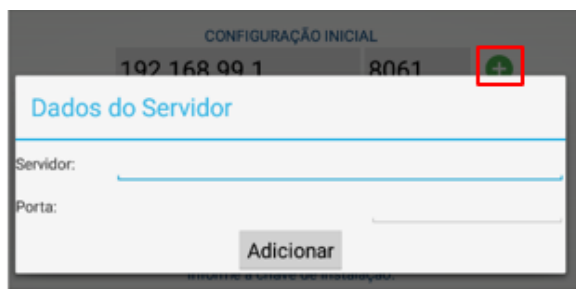 CONFIGURAÇÃO INICIAL
192.168.99.1 8061
Dados do Servidor
Servidor:
Porta:
Adicionar
Informe a chave de instalação: